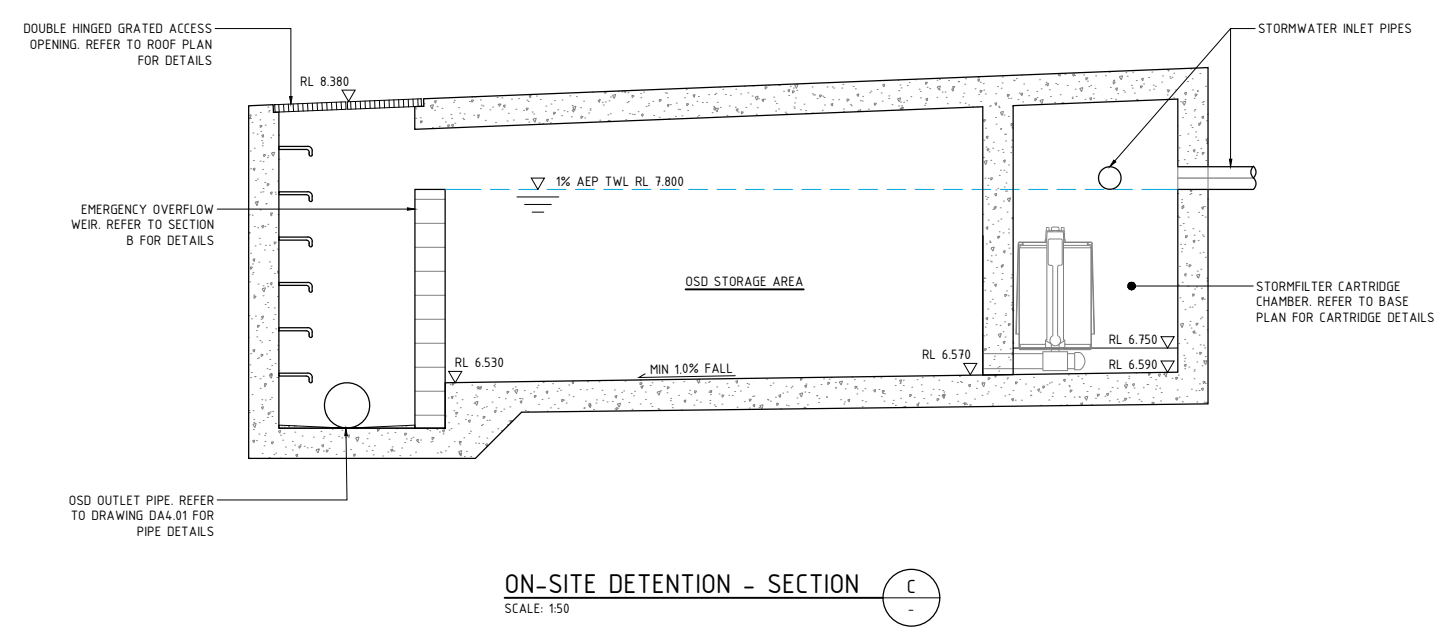 DOUBLE HINGED GRATED ACCESS
OPENING. REFER TO ROOF PLAN
FOR DETAILS
STORMWATER INLET PIPES
RL 8.380
1% AEP TWL RL 7.800
EMERGENCY OVERFLOW
WEIR. REFER TO SECTION
B FOR DETAILS
OSD STORAGE AREA
STORMFILTER CARTRIDGE
CHAMBER. REFER TO BASE
PLAN FOR CARTRIDGE DETAILS
RL 6.750
RL 6.590
RL 6.570
RL 6.530
MIN 1.0% FALL
OSD OUTLET PIPE. REFER
TO DRAWING DA4.01 FOR
PIPE DETAILS
ON-SITE DETENTION - SECTION
C
-
SCALE: 1:50